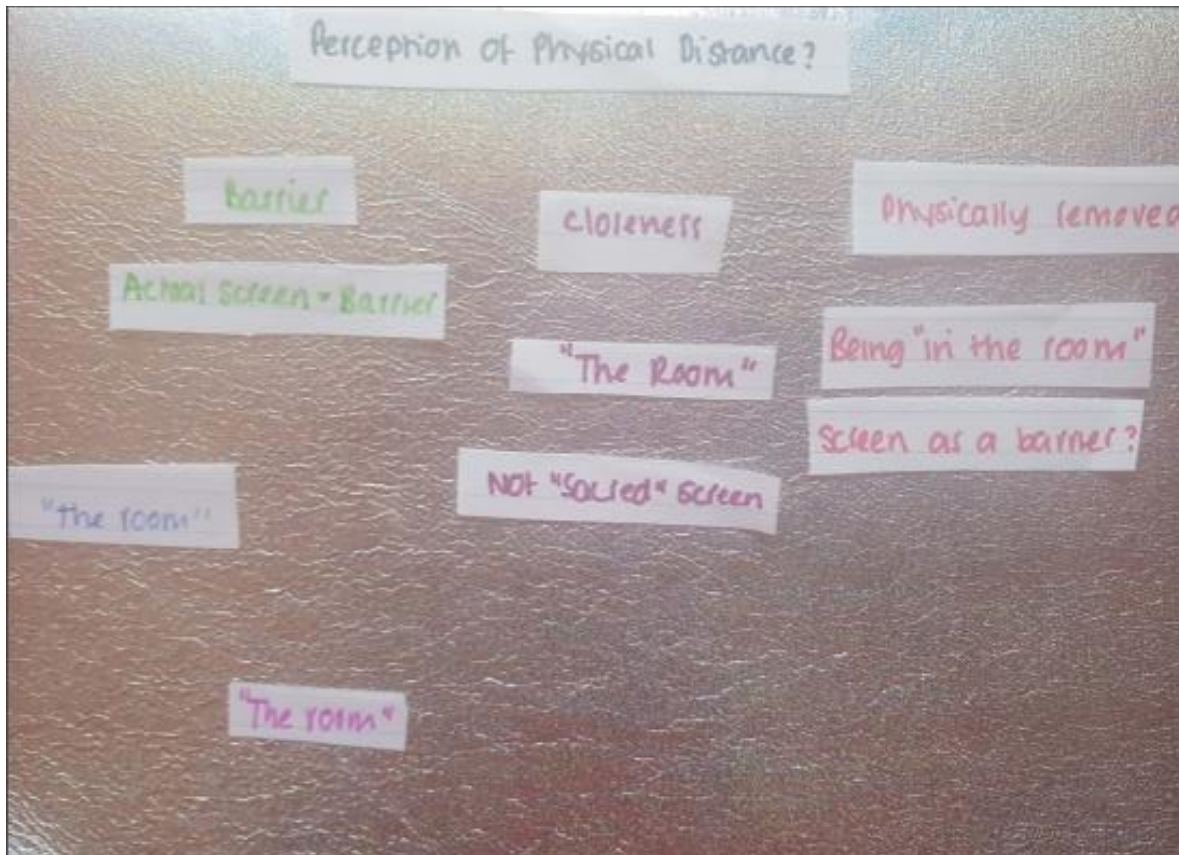 Perception of Physical Distance?
Barrier
Closeness
Physically removed
Actual Screen = Barrier
"The Room"
Being "in the room"
Screen as a barrier?
"the room"
Not "Sacred" Screen
"The room"